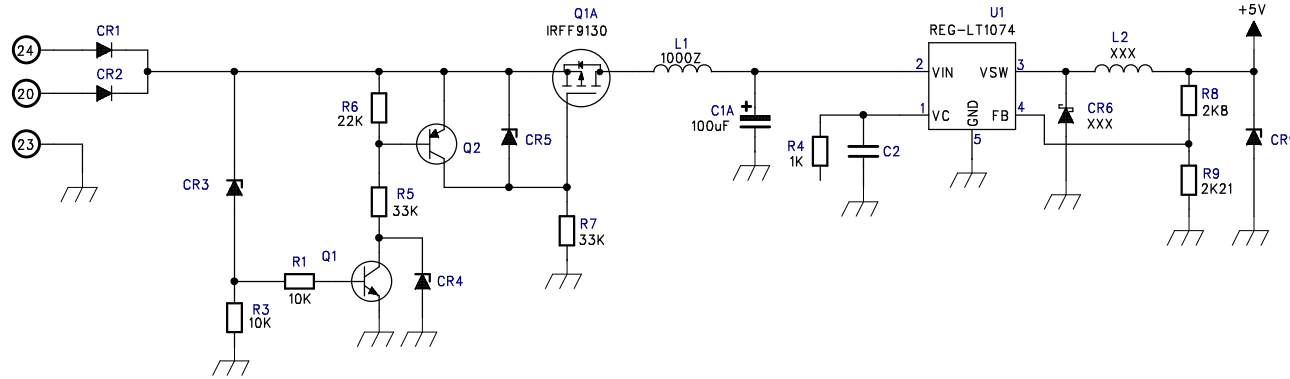 24
20
23
CR1
CR2
CR3
R3
10K
R1
10K
Q1
R6
22K
R5
33K
CR4
Q2
CR5
Q1A
IRFF9130
R7
33K
L1
1000Z
C1A
+
100uF
R4
1K
C2
U1
REG-LT1074
2
VIN
1
VC
GND
5
VSW
3
FB
4
CR6
XXX
L2
XXX
R8
2K8
R9
2K21
+5V